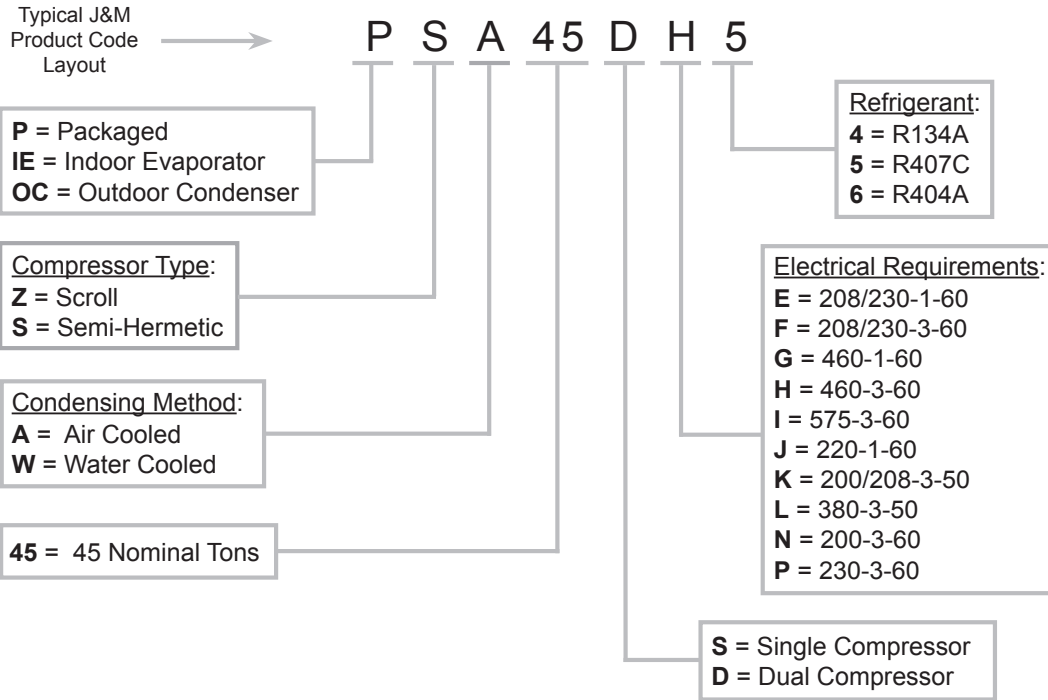 Typical J&M
Product Code
Layout
P S A 45 D H 5
P = Packaged
IE = Indoor Evaporator
OC = Outdoor Condenser
Compressor Type:
Z = Scroll
S = Semi-Hermetic
Condensing Method:
A = Air Cooled
W = Water Cooled
45 = 45 Nominal Tons
Refrigerant:
4 = R134A
5 = R407C
6 = R404A
Electrical Requirements:
E = 208/230-1-60
F = 208/230-3-60
G = 460-1-60
H = 460-3-60
I = 575-3-60
J = 220-1-60
K = 200/208-3-50
L = 380-3-50
N = 200-3-60
P = 230-3-60
S = Single Compressor
D = Dual Compressor